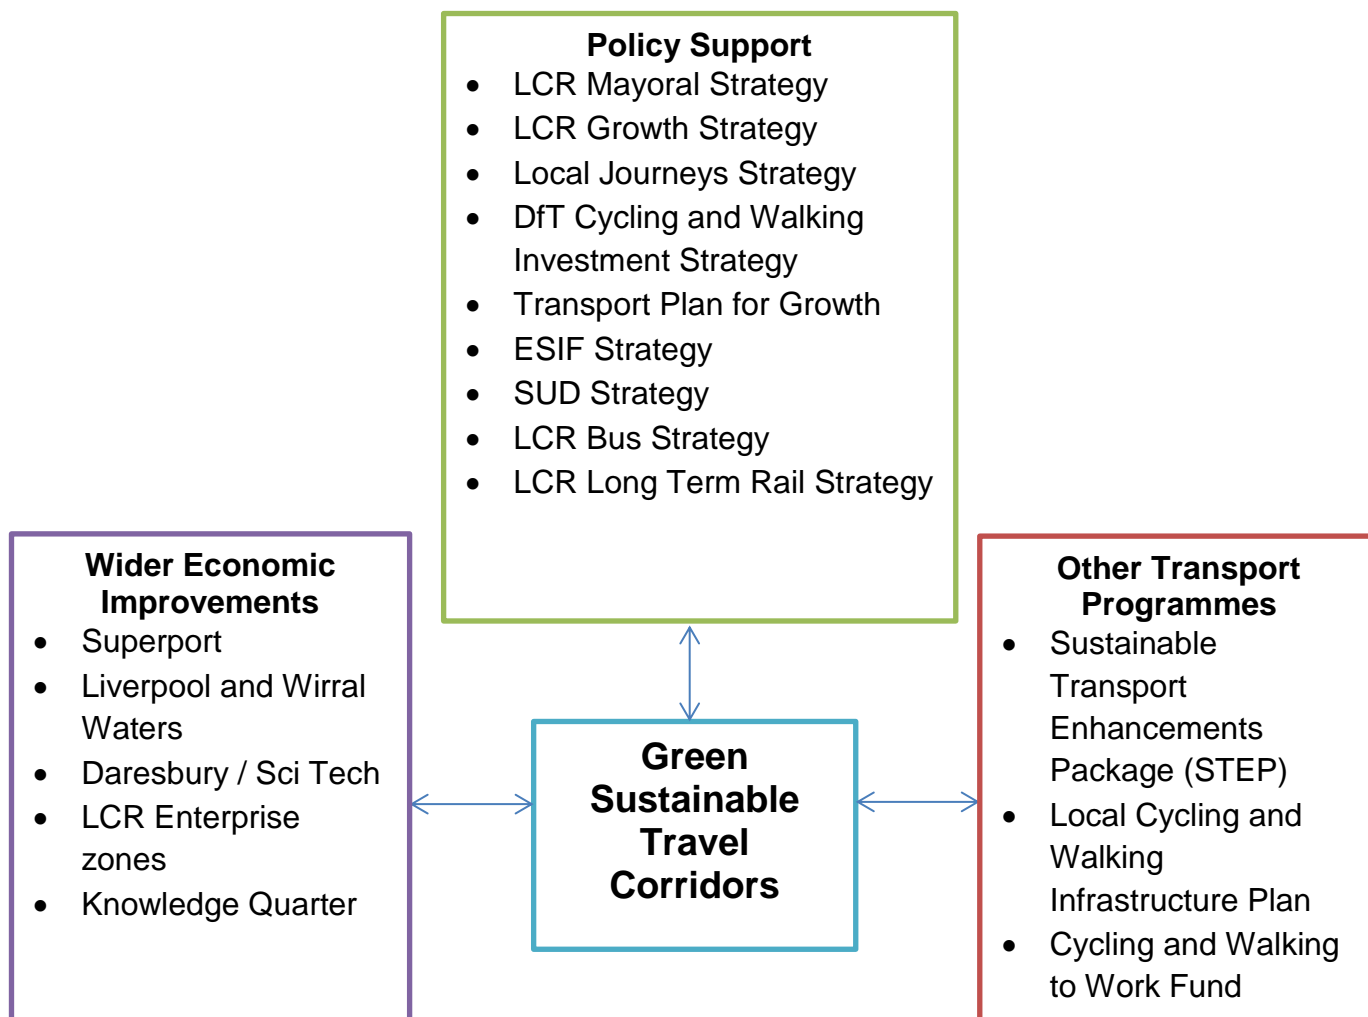 Policy Support
• LCR Mayoral Strategy
• LCR Growth Strategy
• Local Journeys Strategy
• DfT Cycling and Walking
Investment Strategy
• Transport Plan for Growth
• ESIF Strategy
• SUD Strategy
• LCR Bus Strategy
• LCR Long Term Rail Strategy
Wider Economic
Improvements
• Superport
• Liverpool and Wirral
Waters
• Daresbury / Sci Tech
• LCR Enterprise
zones
• Knowledge Quarter
Green
Sustainable
Travel
Corridors
Other Transport
Programmes
• Sustainable
Transport
Enhancements
Package (STEP)
• Local Cycling and
Walking
Infrastructure Plan
• Cycling and Walking
to Work Fund